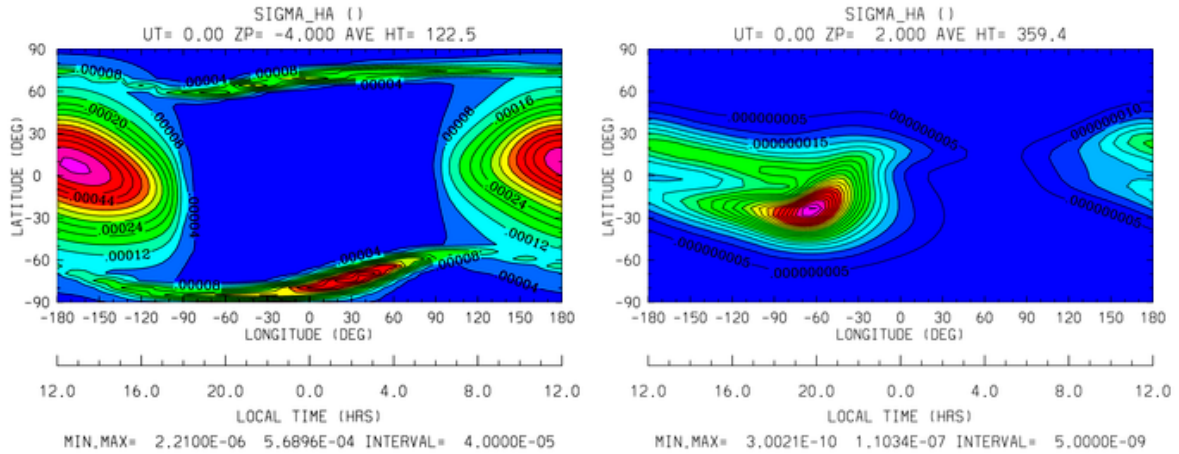 SIGMA_HA ()
UT= 0.00 ZP= -4.000 AVE HT= 122.5
90
60
30
0
-30
-60
-90
LATITUDE (DEG)
.00008
.00004
.00008
.00004
.00020
.00008
.00008
.00016
.00044
.00024
.00004
.00024
.00012
.00012
.00004
.00008
.00008
.00004
-180 -150 -120 -90 -60 -30 0 30 60 90 120 150 180
LONGITUDE (DEG)
12.0 16.0 20.0 0.0 4.0 8.0 12.0
LOCAL TIME (HRS)
MIN,MAX= 2.2100E-06 5.6896E-04 INTERVAL= 4.0000E-05
SIGMA_HA ()
UT= 0.00 ZP= 2.000 AVE HT= 359.4
90
60
30
0
-30
-60
-90
LATITUDE (DEG)
.000000005
.000000005
.000000010
.000000015
.000000005
.000000005
.000000005
-180 -150 -120 -90 -60 -30 0 30 60 90 120 150 180
LONGITUDE (DEG)
12.0 16.0 20.0 0.0 4.0 8.0 12.0
LOCAL TIME (HRS)
MIN,MAX= 3.0021E-10 1.1034E-07 INTERVAL= 5.0000E-09